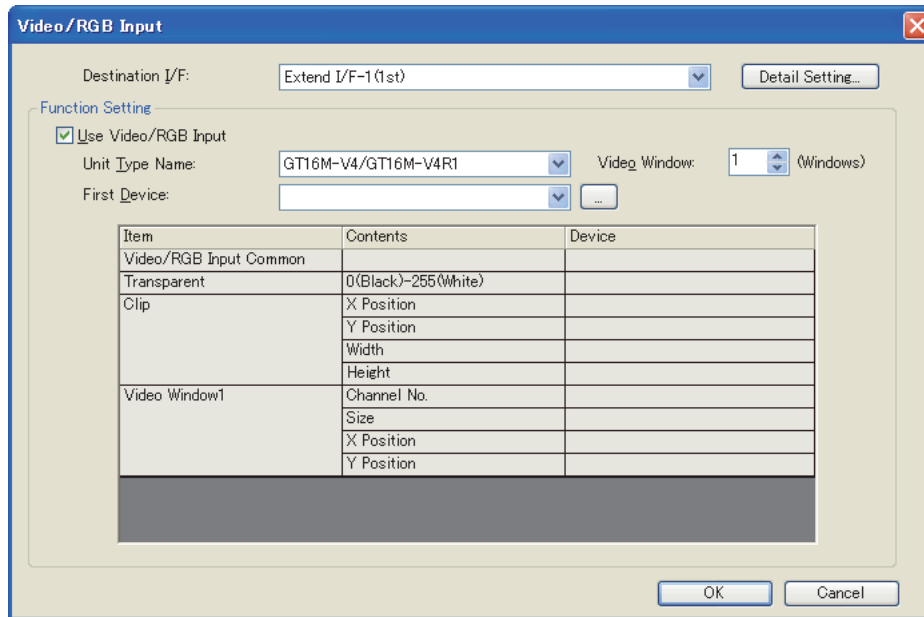 Video/RGB Input
Destination I/F: Extend I/F-1(1st) Detail Setting...
Function Setting
Use Video/RGB Input
Unit Type Name: GT16M-V4/GT16M-V4R1 Video Window: 1 (Windows)
First Device: ...
Item Contents Device
Video/RGB Input Common
Transparent 0(Black)-255(White)
Clip X Position
Y Position
Width
Height
Video Window1 Channel No.
Size
X Position
Y Position
OK Cancel